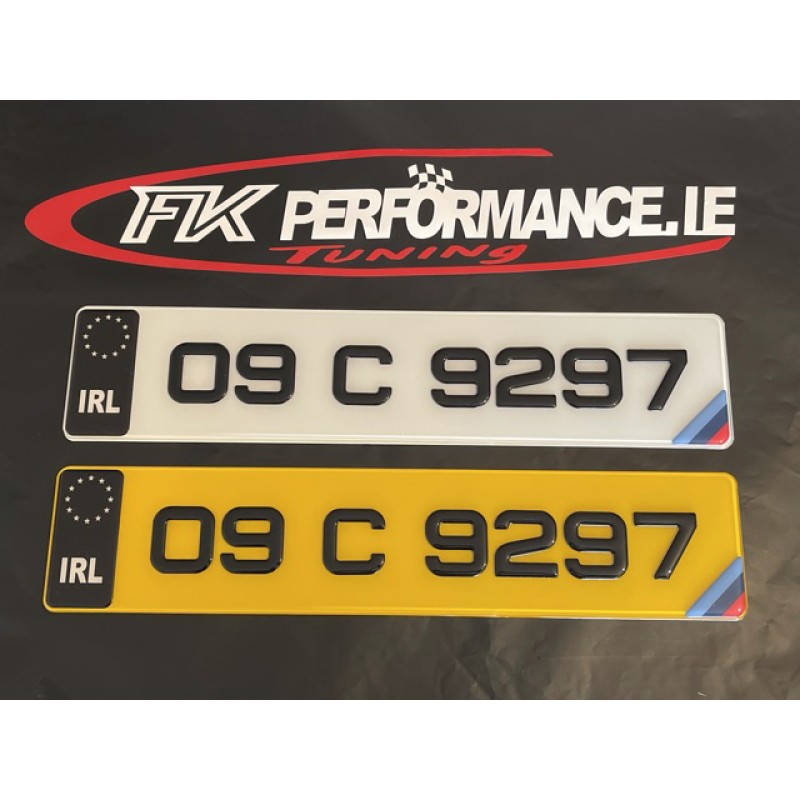 FK PERFORMANCE.IE
TUNING
IRL 09 C 9297
IRL 09 C 9297